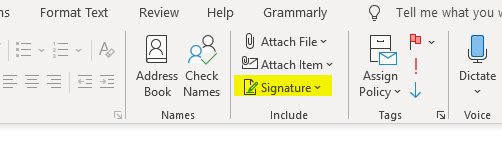 ns Format Text Review Help Grammarly Tell me what you w
Attach File
Attach Item
Signature
Address Book
Check Names
Assign Policy
Dictate
Names
Include
Tags
Voice